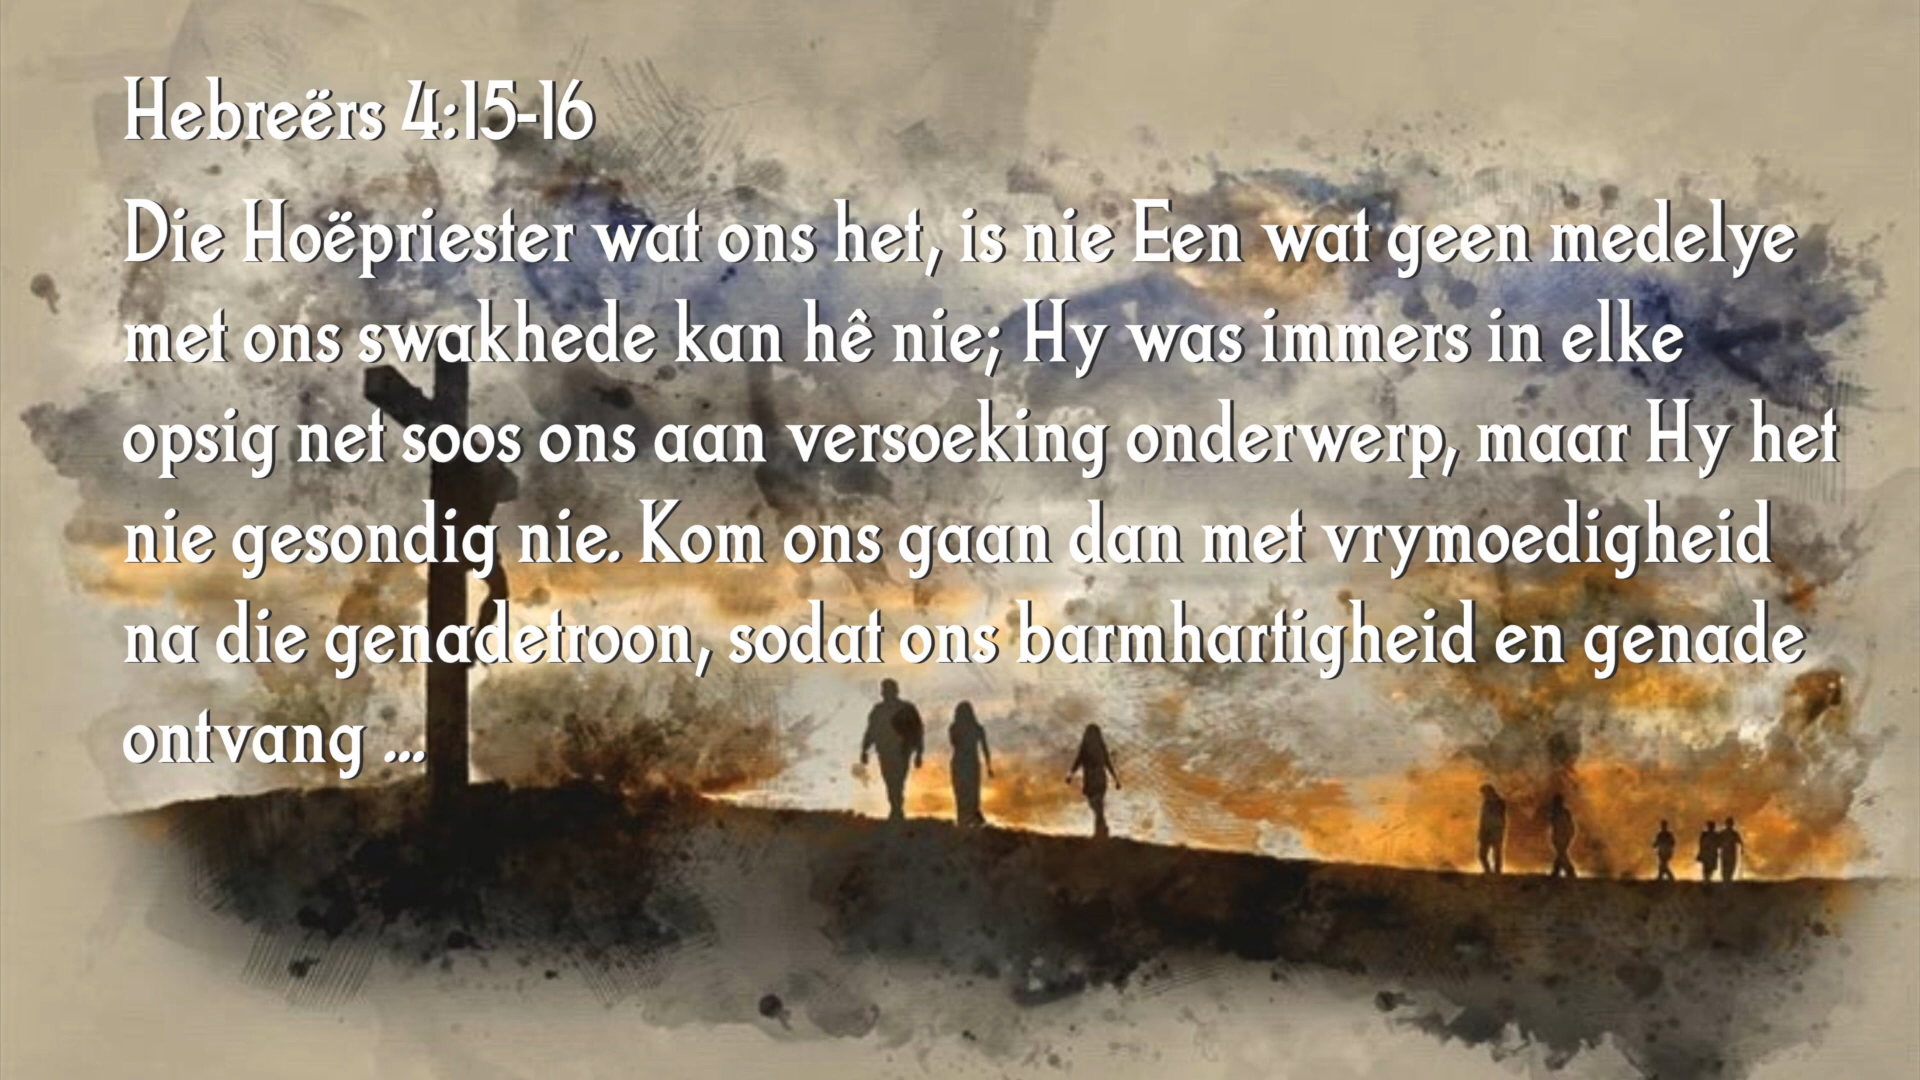 Hebreërs 4:15-16
Die Hoëpriester wat ons het, is nie Een wat geen medelye
met ons swakhede kan hê nie; Hy was immers in elke
opsig net soos ons aan versoeking onderwerp, maar Hy het
nie gesondig nie. Kom ons gaan dan met vrymoedigheid
na die genadetroon, sodat ons barmhartigheid en genade
ontvang ...